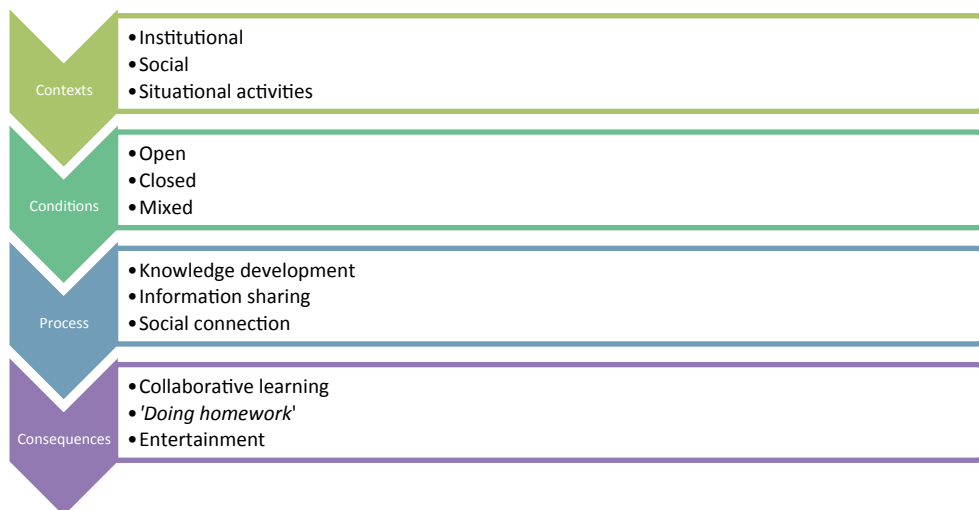 Contexts
•Institutional
•Social
•Situational activities
Conditions
•Open
•Closed
•Mixed
Process
•Knowledge development
•Information sharing
•Social connection
Consequences
•Collaborative learning
•'Doing homework'
•Entertainment